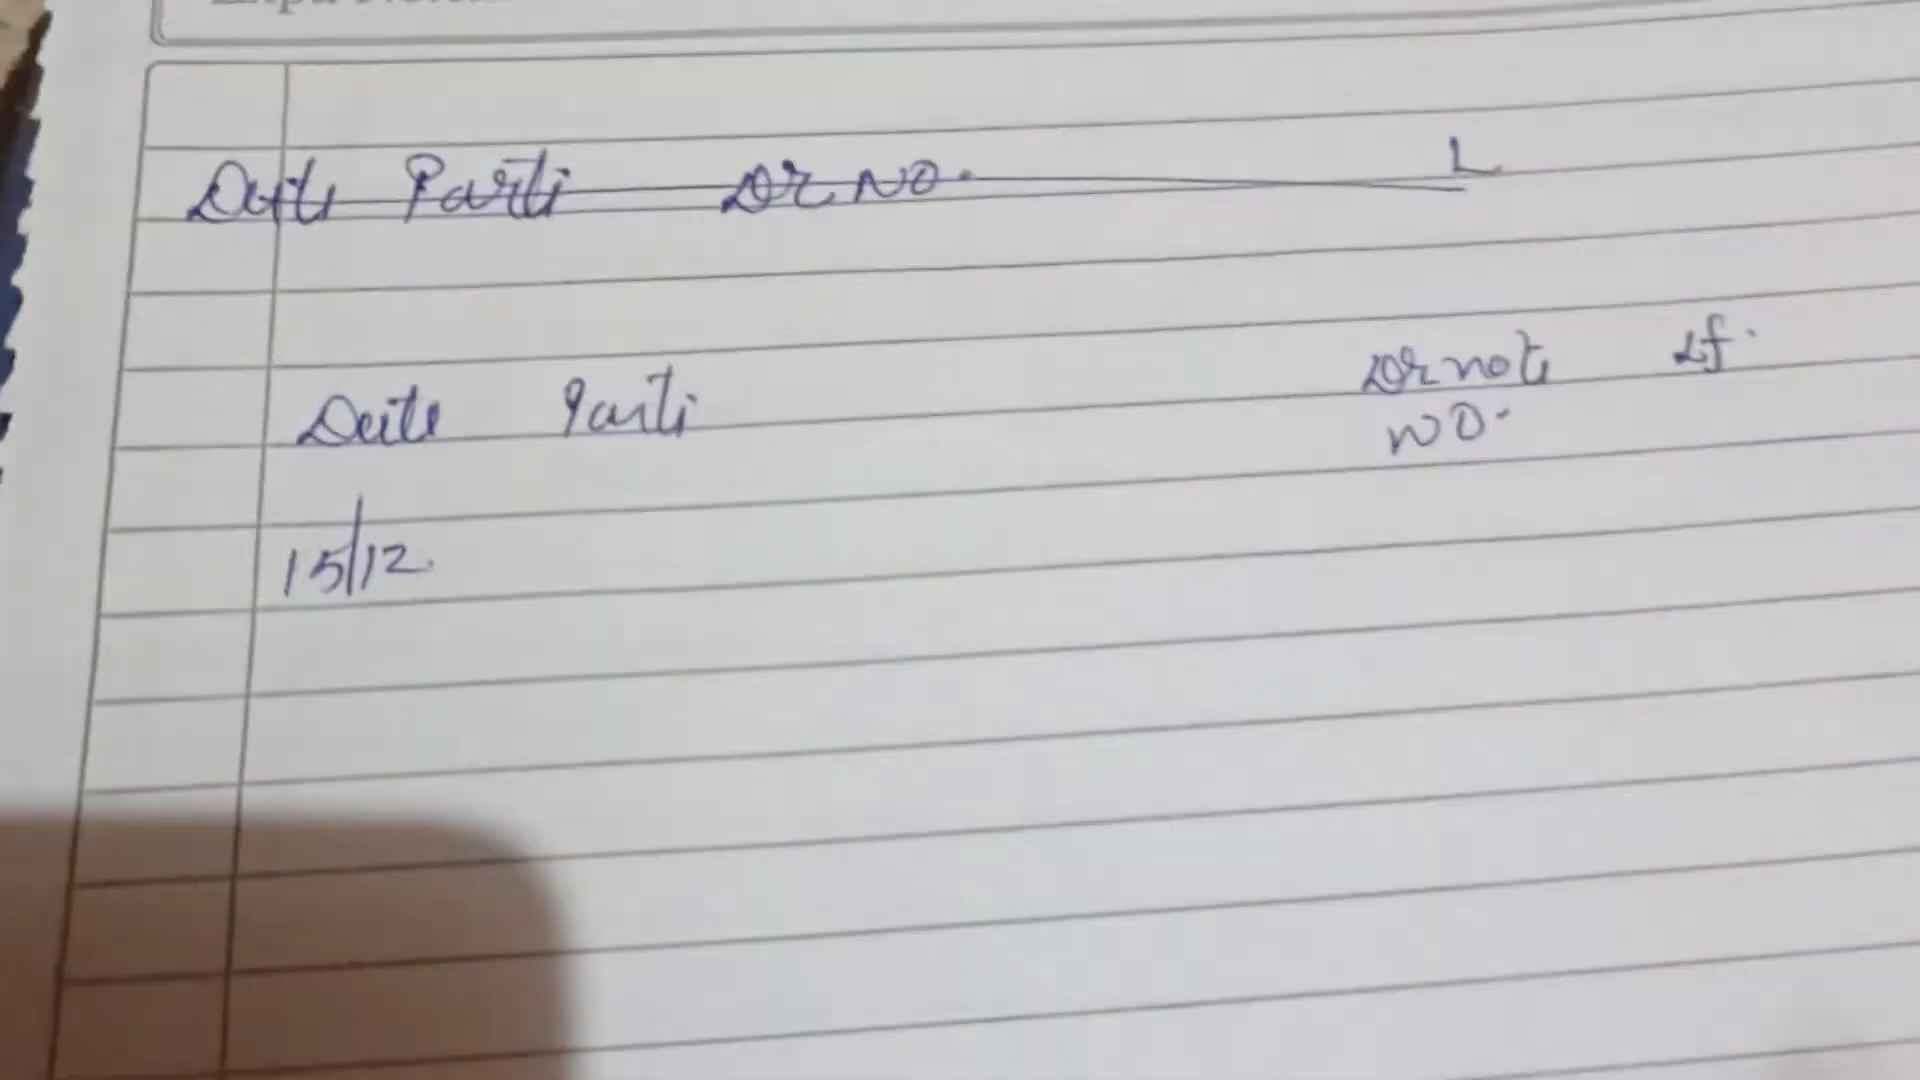 Date Parti Dr NO. L
Date Parti Dr note Lf.
NO.
15/12.